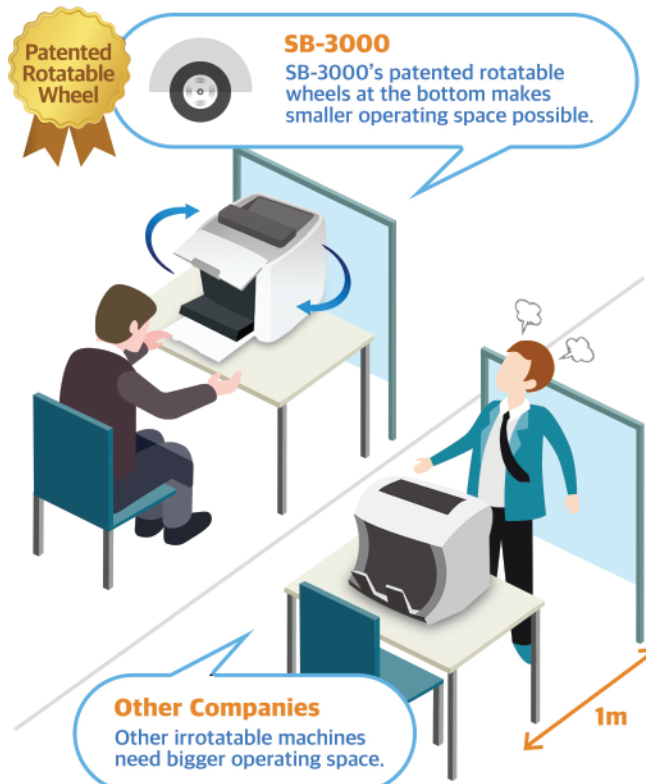 Patented
Rotatable
Wheel
SB-3000
SB-3000's patented rotatable
wheels at the bottom makes
smaller operating space possible.
Other Companies
Other irrotatable machines
need bigger operating space.
1m